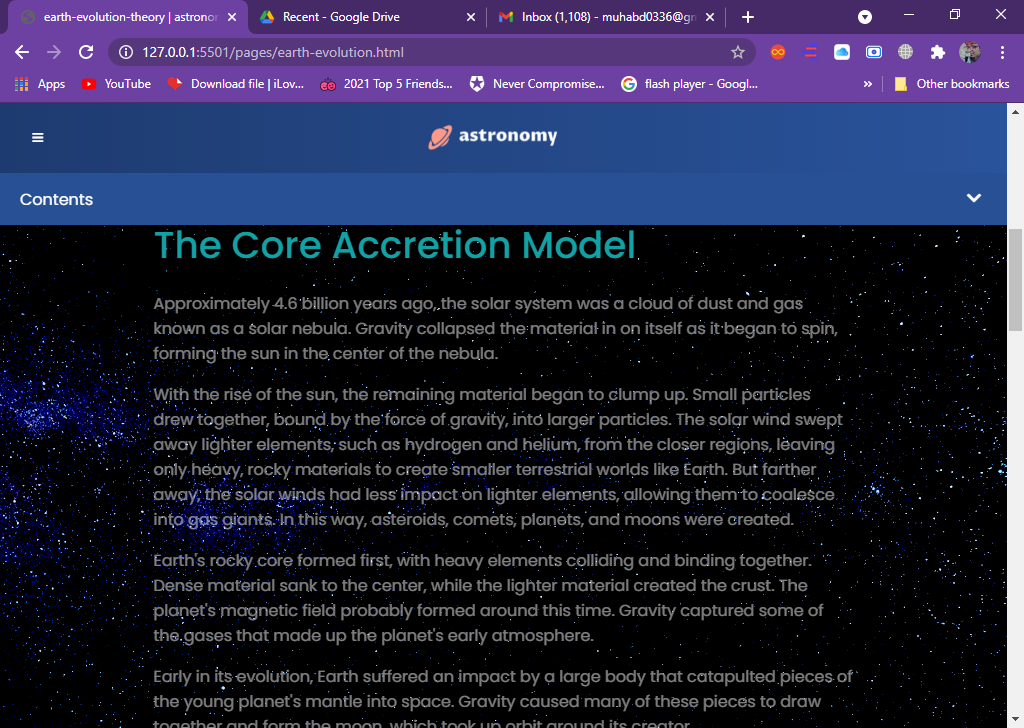 earth-evolution-theory | astronor
Recent - Google Drive
Inbox (1,108) - muhabd0336@gn
127.0.0.1:5501/pages/earth-evolution.html
Apps
YouTube
Download file | iLov...
2021 Top 5 Friends...
Never Compromise...
flash player - Googl...
»
Other bookmarks
astronomy
Contents
The Core Accretion Model
Approximately 4.6 billion years ago, the solar system was a cloud of dust and gas
known as a solar nebula. Gravity collapsed the material in on itself as it began to spin,
forming the sun in the center of the nebula.
With the rise of the sun, the remaining material began to clump up. Small particles
drew together, bound by the force of gravity, into larger particles. The solar wind swept
away lighter elements, such as hydrogen and helium, from the closer regions, leaving
only heavy, rocky materials to create smaller terrestrial worlds like Earth. But farther
away, the solar winds had less impact on lighter elements, allowing them to coalesce
into gas giants. In this way, asteroids, comets, planets, and moons were created.
Earth's rocky core formed first, with heavy elements colliding and binding together.
Dense material sank to the center, while the lighter material created the crust. The
planet's magnetic field probably formed around this time. Gravity captured some of
the gases that made up the planet's early atmosphere.
Early in its evolution, Earth suffered an impact by a large body that catapulted pieces of
the young planet's mantle into space. Gravity caused many of these pieces to draw
together and form the moon, which took up orbit around its creator.